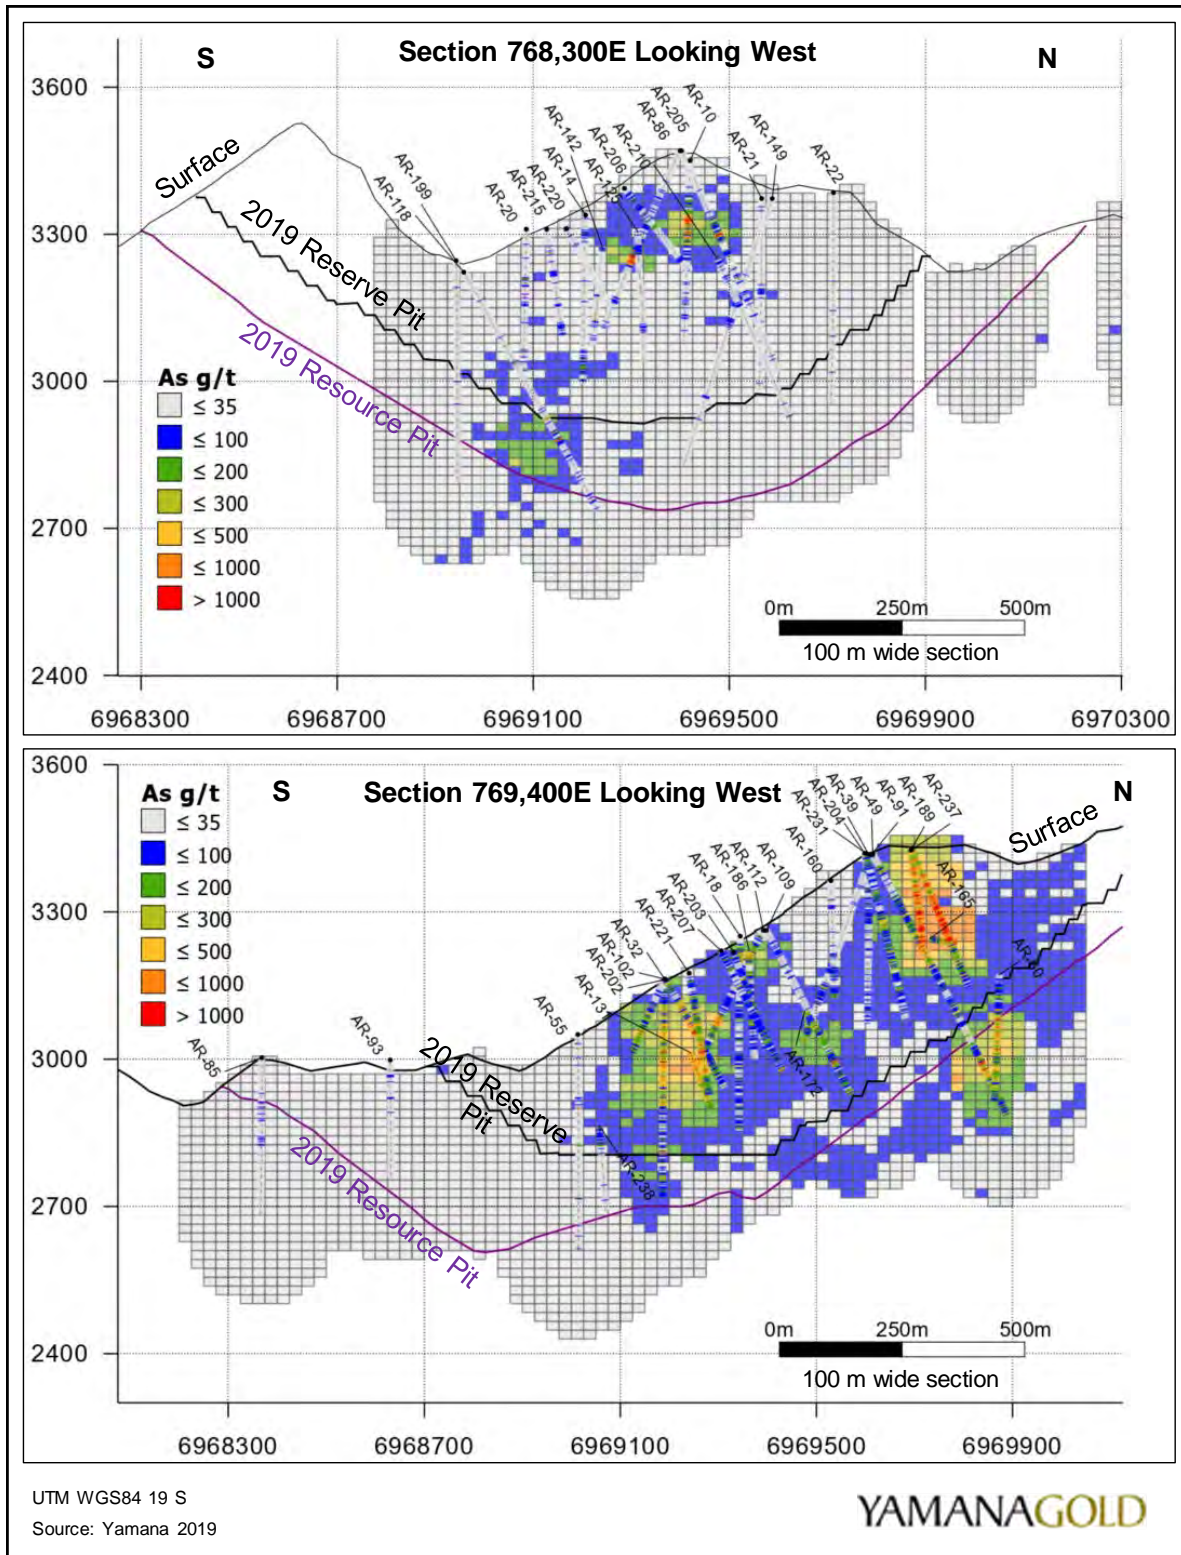 Section 768,300E Looking West
S
N
3600
3300
3000
2700
2400
Surface
2019 Reserve Pit
2019 Resource Pit
AR-118
AR-199
AR-20
AR-215
AR-220
AR-14
AR-142
AR-206
AR-210
AR-86
AR-205
AR-10
AR-21
AR-149
AR-22
As g/t
≤ 35
≤ 100
≤ 200
≤ 300
≤ 500
≤ 1000
> 1000
0m 250m 500m
100 m wide section
6968300 6968700 6969100 6969500 6969900 6970300
Section 769,400E Looking West
S
N
3600
3300
3000
2700
2400
As g/t
≤ 35
≤ 100
≤ 200
≤ 300
≤ 500
≤ 1000
> 1000
Surface
2019 Reserve
Pit
2019 Resource Pit
AR-85
AR-93
AR-55
AR-202
AR-102
AR-32
AR-221
AR-207
AR-203
AR-18
AR-186
AR-112
AR-109
AR-160
AR-231
AR-204
AR-39
AR-49
AR-91
AR-189
AR-237
AR-165
AR-172
AR-238
0m 250m 500m
100 m wide section
6968300 6968700 6969100 6969500 6969900
UTM WGS84 19 S
Source: Yamana 2019
YAMANAGOLD